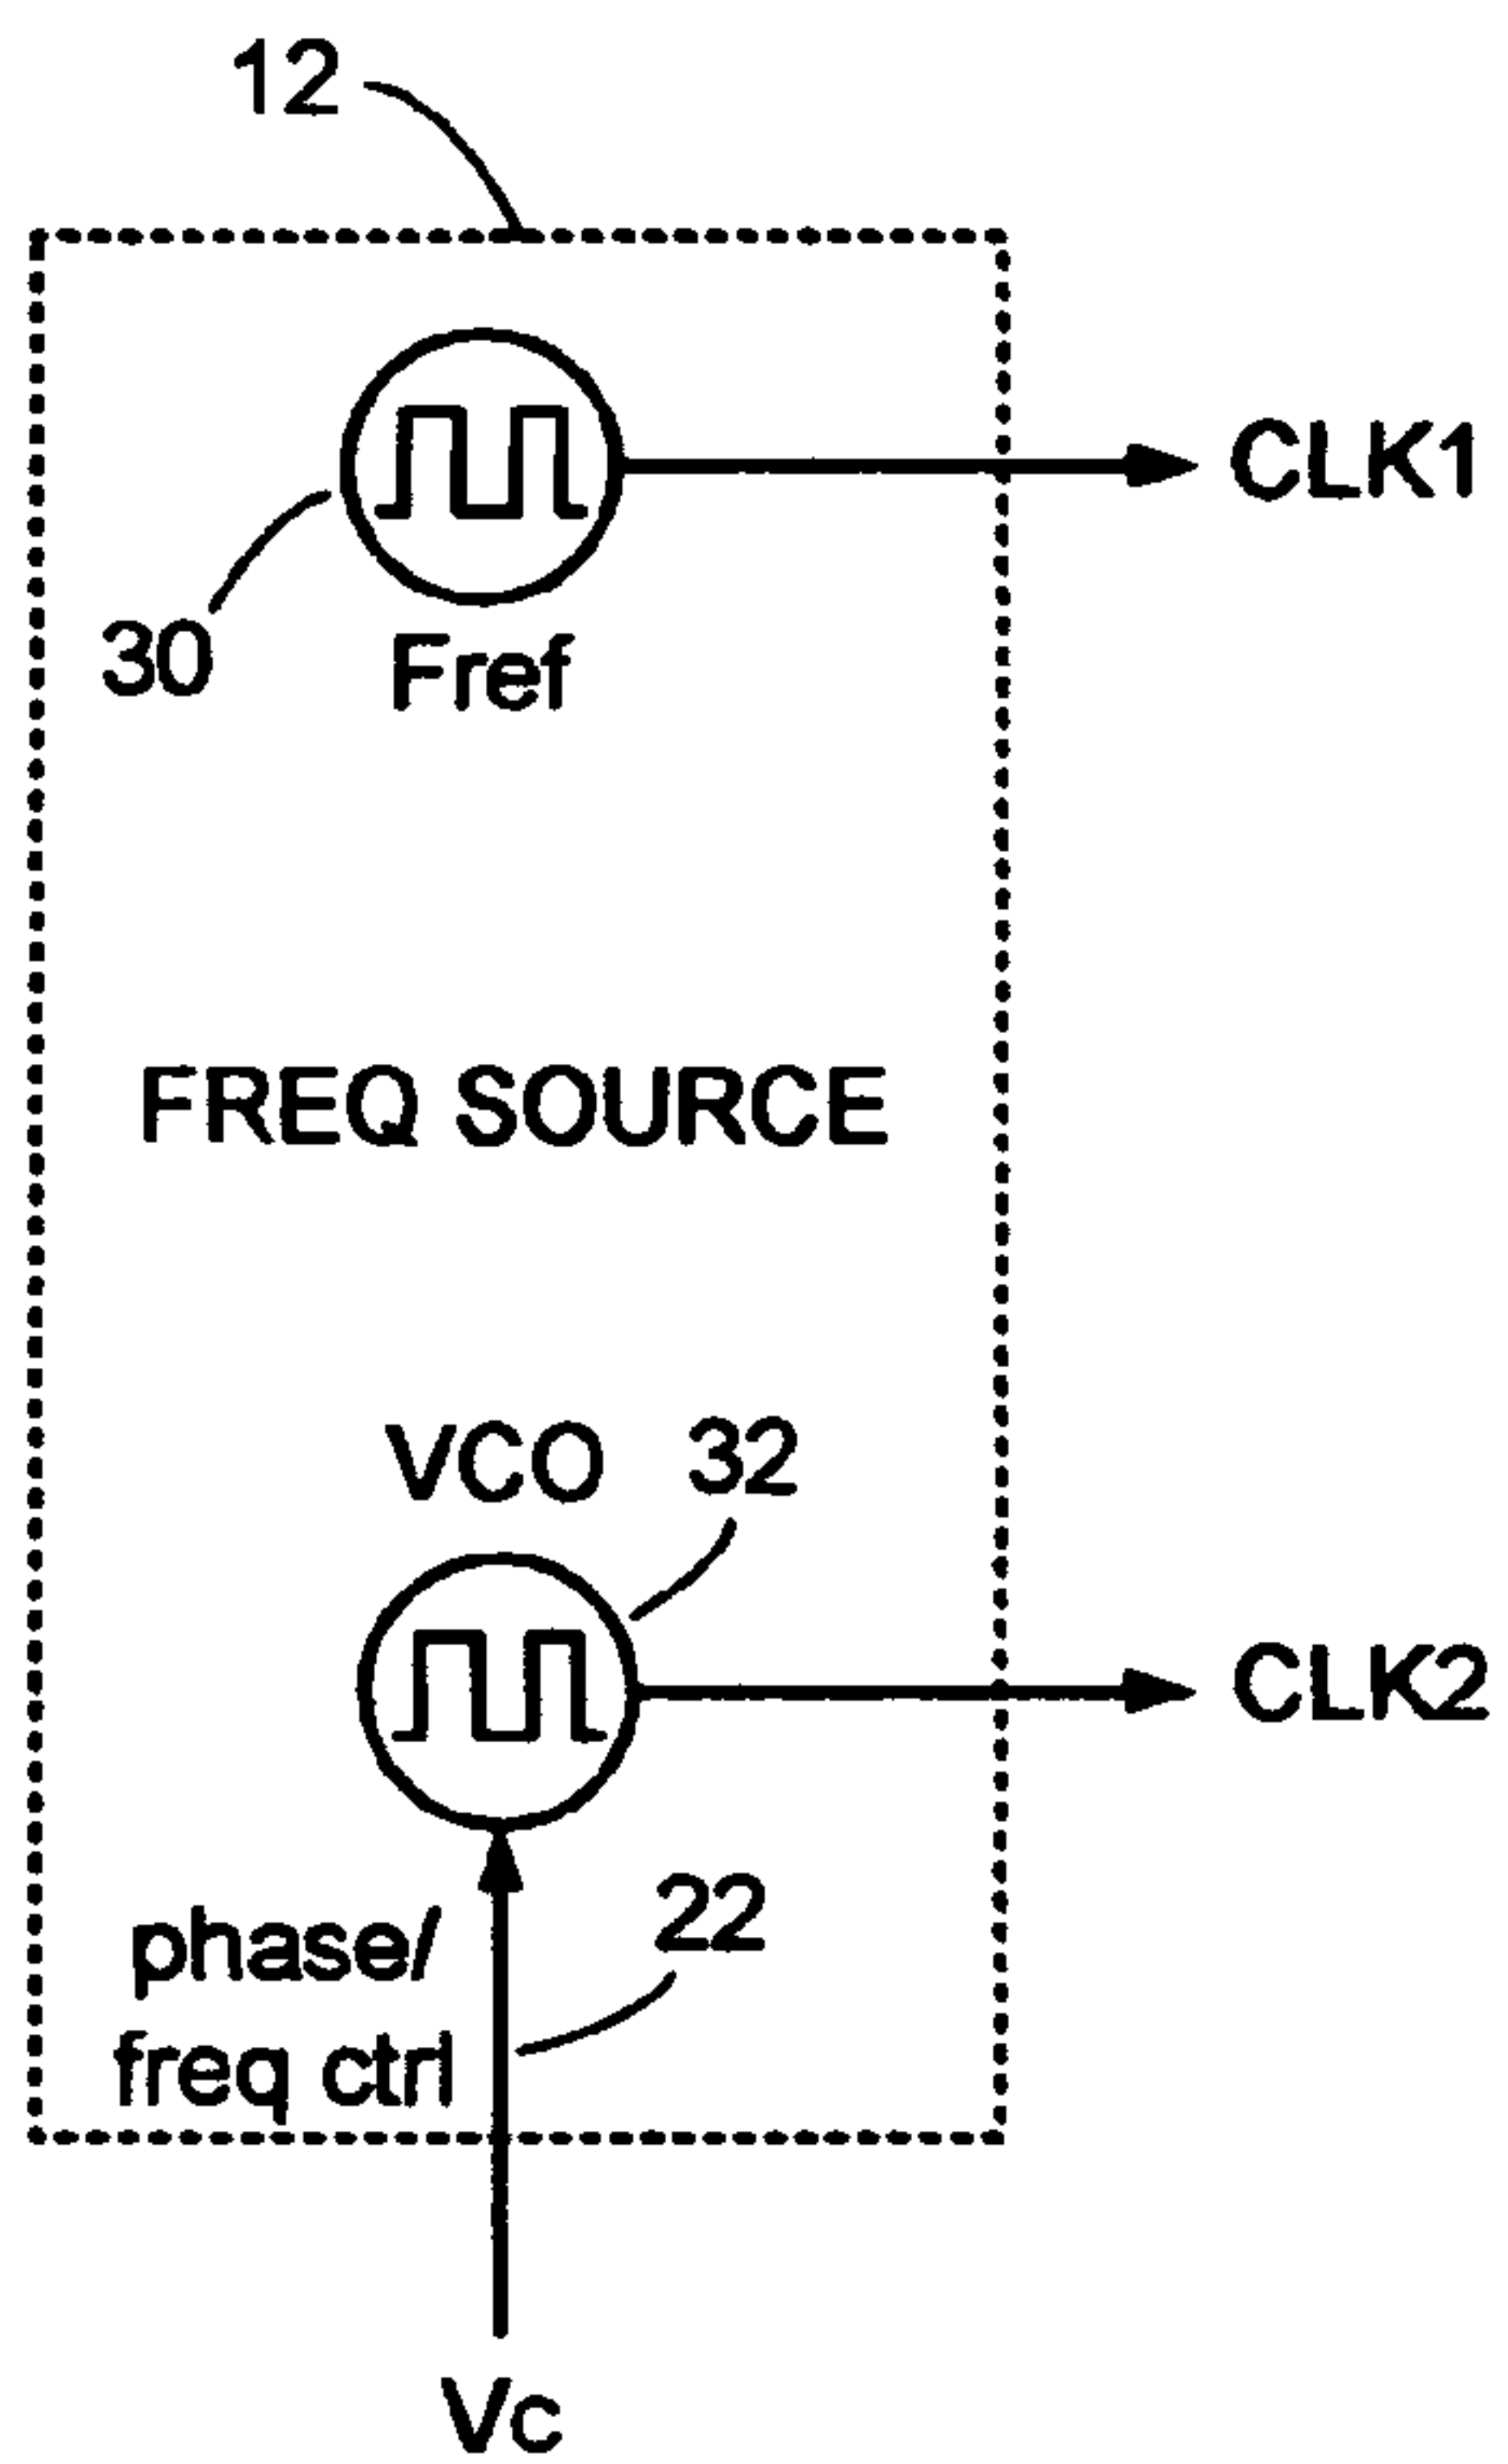 12
CLK1
30
Fref
FREQ SOURCE
VCO 32
CLK2
22
phase/
freq ctrl
Vc